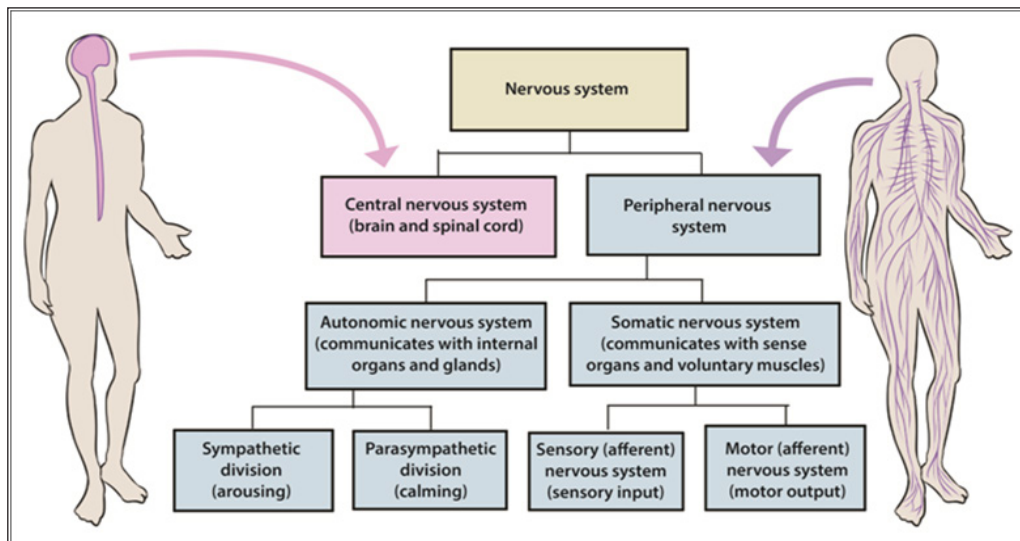 Nervous system
Central nervous system
(brain and spinal cord)
Peripheral nervous
system
Autonomic nervous system
(communicates with internal
organs and glands)
Somatic nervous system
(communicates with sense
organs and voluntary muscles)
Sympathetic
division
(arousing)
Parasympathetic
division
(calming)
Sensory (afferent)
nervous system
(sensory input)
Motor (afferent)
nervous system
(motor output)